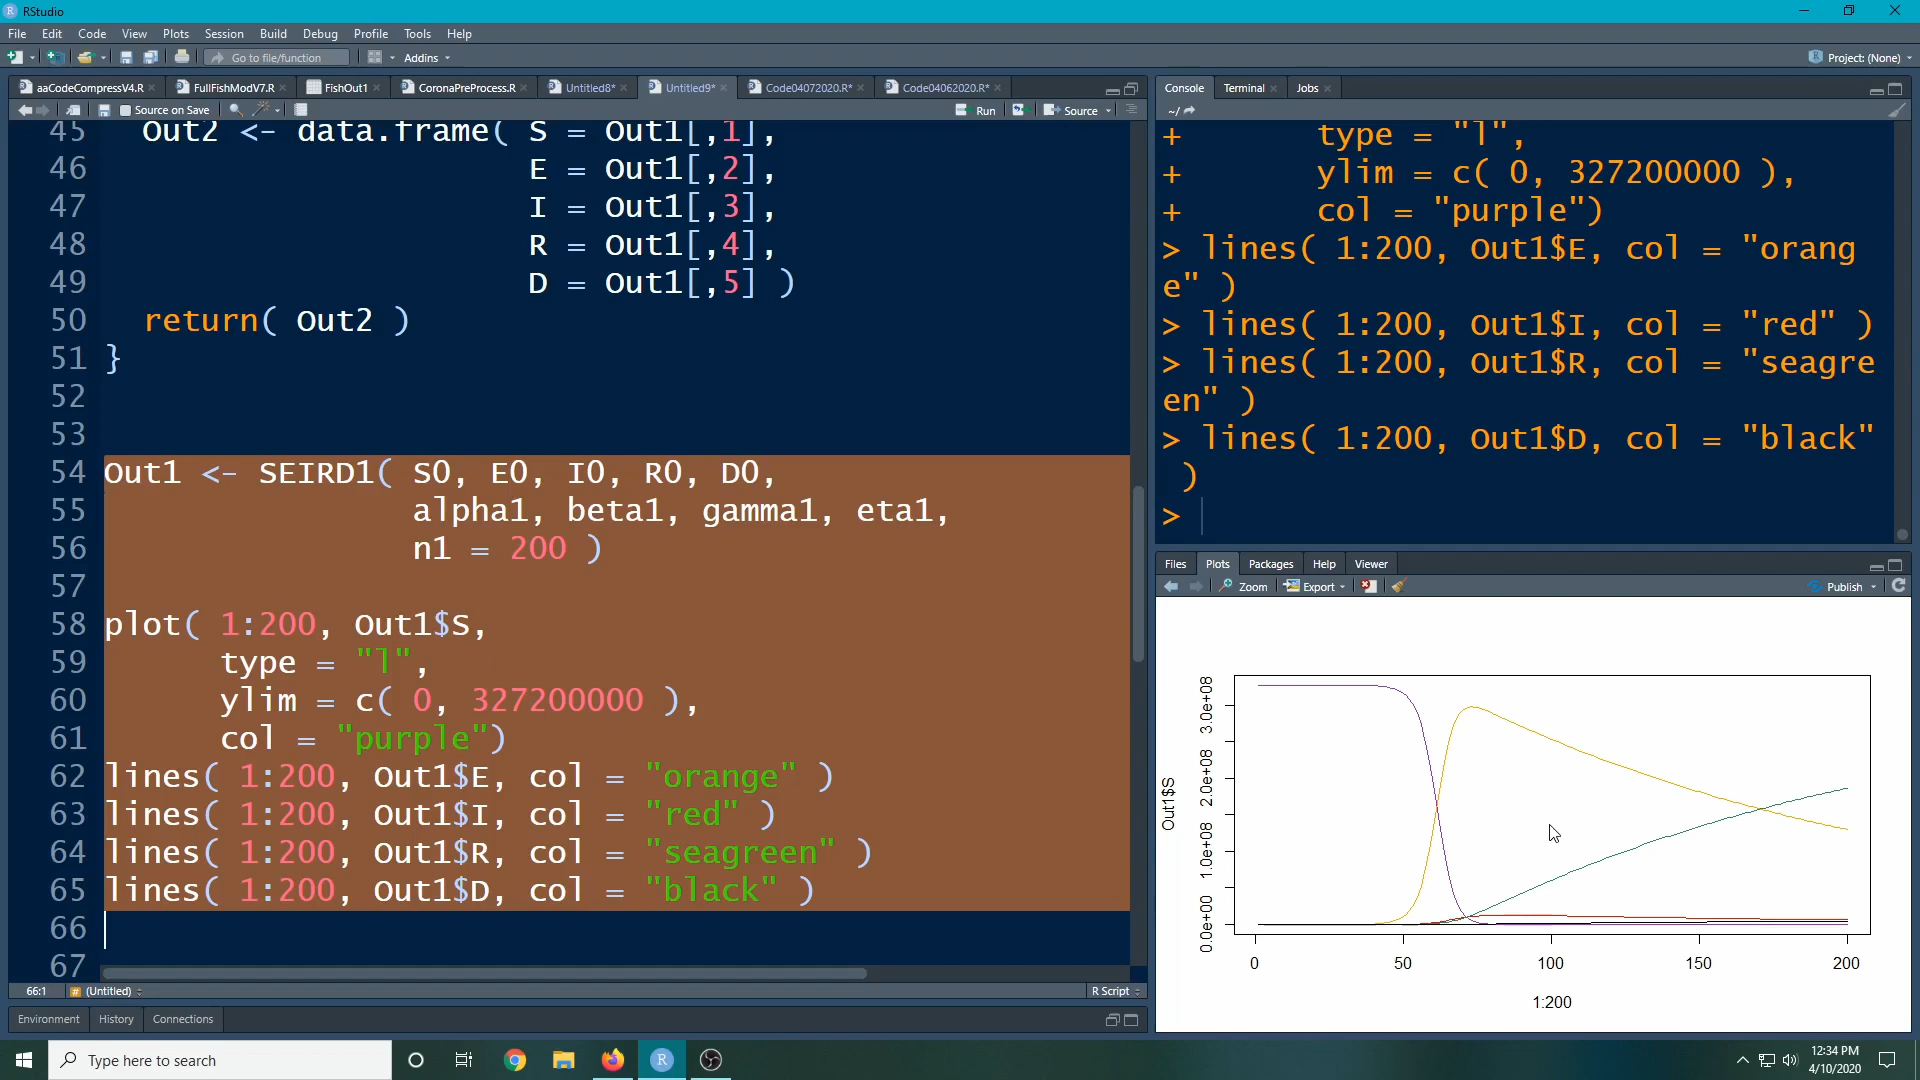 RStudio
File Edit Code View Plots Session Build Debug Profile Tools Help
Go to file/function Addins Project: (None)
aaCodeCompressV4.R FullFishModV7.R FishOut1 CoronaPreProcess.R Untitled8* Untitled9* Code04072020.R* Code04062020.R*
Source on Save Run Source
45 Out2 <- data.frame( S = Out1[,1],
46 E = Out1[,2],
47 I = Out1[,3],
48 R = Out1[,4],
49 D = Out1[,5] )
50 return( Out2 )
51 }
52
53
54 Out1 <- SEIRD1( S0, E0, I0, R0, D0,
55 alpha1, beta1, gamma1, eta1,
56 n1 = 200 )
57
58 plot( 1:200, Out1$S,
59 type = "l",
60 ylim = c( 0, 327200000 ),
61 col = "purple")
62 lines( 1:200, Out1$E, col = "orange" )
63 lines( 1:200, Out1$I, col = "red" )
64 lines( 1:200, Out1$R, col = "seagreen" )
65 lines( 1:200, Out1$D, col = "black" )
66
67
66:1 # (Untitled) R Script
Environment History Connections
Console Terminal Jobs
~/
+ type = "l",
+ ylim = c( 0, 327200000 ),
+ col = "purple")
> lines( 1:200, Out1$E, col = "orang
e" )
> lines( 1:200, Out1$I, col = "red" )
> lines( 1:200, Out1$R, col = "seagre
en" )
> lines( 1:200, Out1$D, col = "black"
)
>
Files Plots Packages Help Viewer
Zoom Export Publish
Out1$S
3.0e+08
2.0e+08
1.0e+08
0.0e+00
0 50 100 150 200
1:200
Type here to search
12:34 PM
4/10/2020